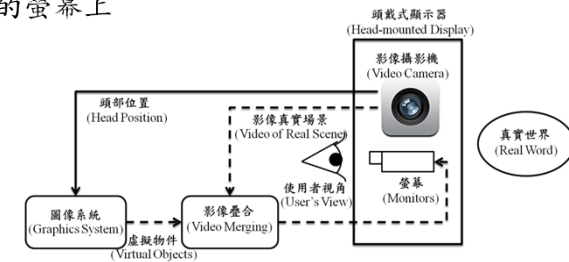 的螢幕上
頭戴式顯示器
(Head-mounted Display)
影像攝影機
(Video Camera)
頭部位置
(Head Position)
影像真實場景
(Video of Real Scene)
真實世界
(Real Word)
使用者視角
(User's View)
螢幕
(Monitors)
圖像系統
(Graphics System)
影像疊合
(Video Merging)
虛擬物件
(Virtual Objects)